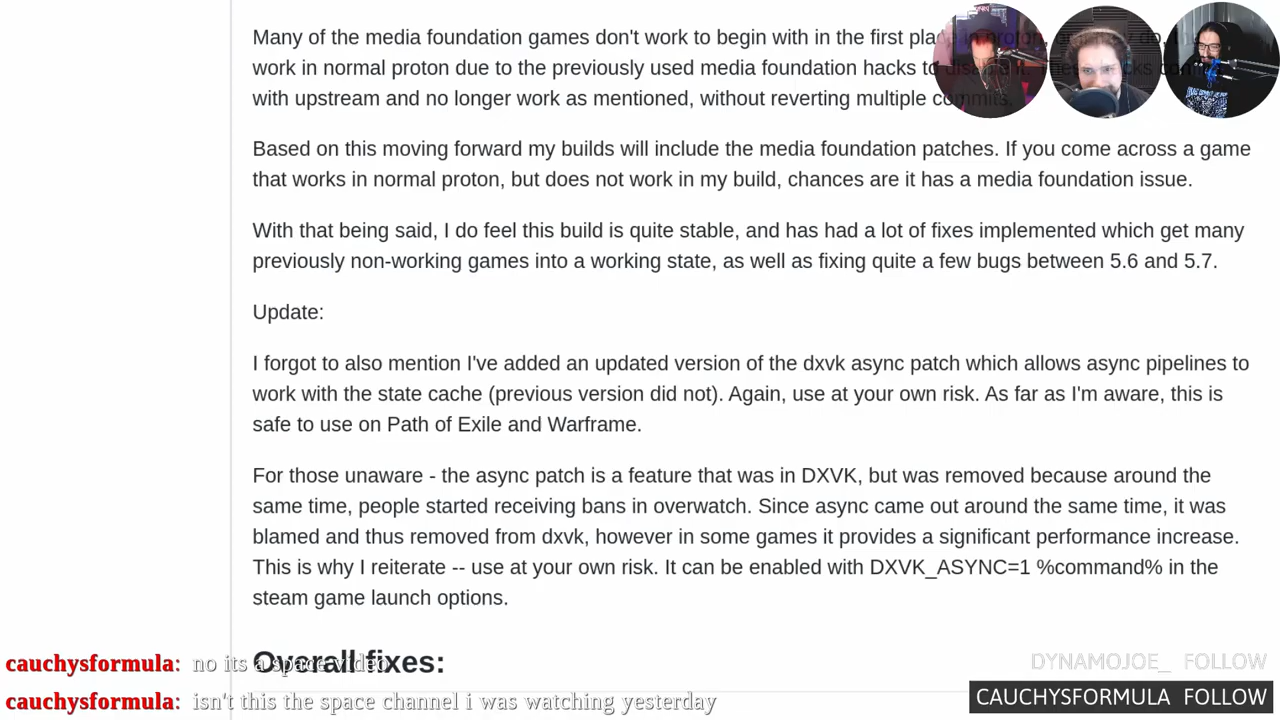 Many of the media foundation games don't work to begin with in the first place in proton,
work in normal proton due to the previously used media foundation hacks to
with upstream and no longer work as mentioned, without reverting multiple commits.
Based on this moving forward my builds will include the media foundation patches. If you come across a game
that works in normal proton, but does not work in my build, chances are it has a media foundation issue.
With that being said, I do feel this build is quite stable, and has had a lot of fixes implemented which get many
previously non-working games into a working state, as well as fixing quite a few bugs between 5.6 and 5.7.
Update:
I forgot to also mention I've added an updated version of the dxvk async patch which allows async pipelines to
work with the state cache (previous version did not). Again, use at your own risk. As far as I'm aware, this is
safe to use on Path of Exile and Warframe.
For those unaware - the async patch is a feature that was in DXVK, but was removed because around the
same time, people started receiving bans in overwatch. Since async came out around the same time, it was
blamed and thus removed from dxvk, however in some games it provides a significant performance increase.
This is why I reiterate -- use at your own risk. It can be enabled with DXVK_ASYNC=1 %command% in the
steam game launch options.
Overall fixes:
cauchysformula: no its a space video
cauchysformula: isn't this the space channel i was watching yesterday
DYNAMOJOE_ FOLLOW
CAUCHYSFORMULA FOLLOW